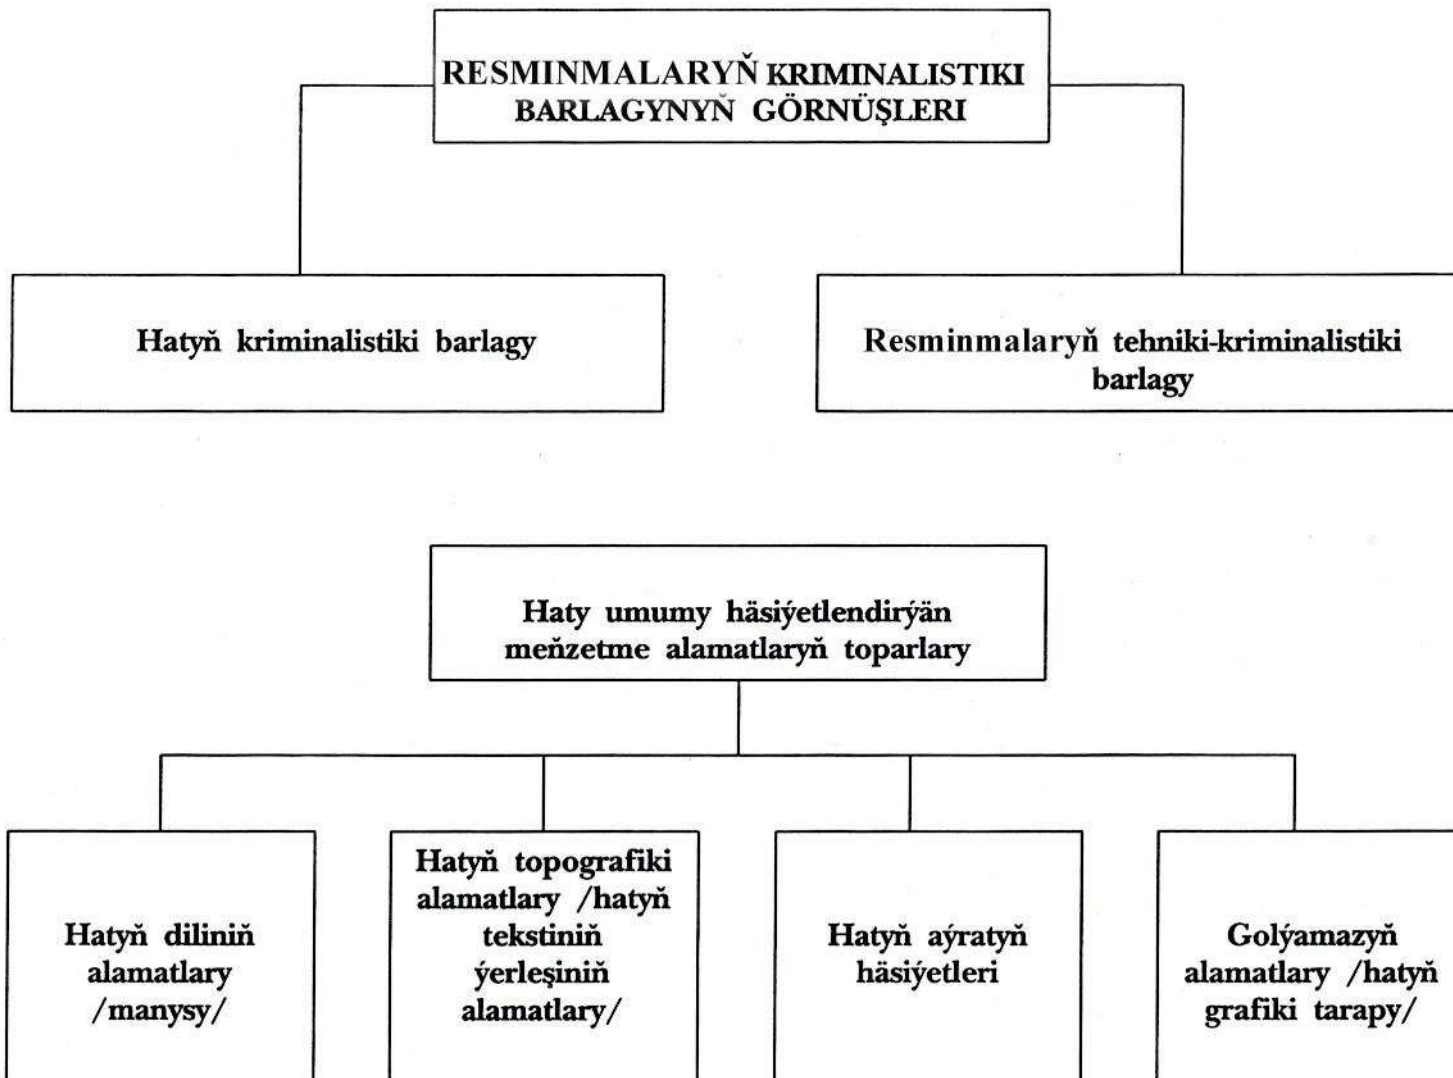 RESMINMALARYŇ KRIMINALISTIKI
BARLAGYNYŇ GÖRNÜŞLERI
Hatyň kriminalistiki barlagy
Resminmalaryň tehniki-kriminalistiki
barlagy
Haty umumy häsiýetlendirýän
meňzetme alamatlaryň toparlary
Hatyň diliniň
alamatlary
/manysy/
Hatyň topografiki
alamatlary /hatyň
tekstiniň
ýerleşiniň
alamatlary/
Hatyň aýratyň
häsiýetleri
Golýamazyň
alamatlary /hatyň
grafiki tarapy/